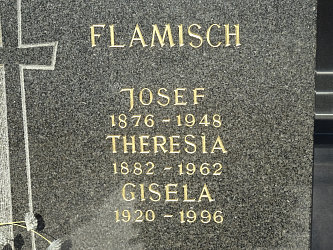 FLAMISCH
JOSEF
1876 - 1948
THERESIA
1882 - 1962
GISELA
1920 - 1996